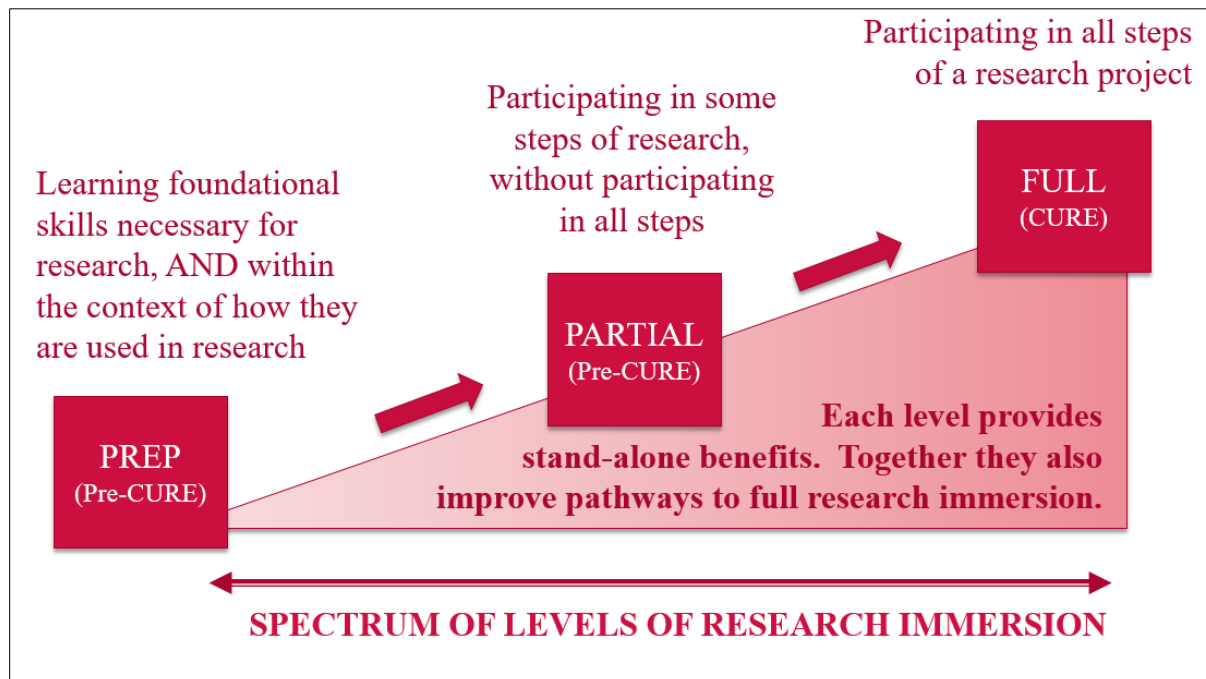 Learning foundational
skills necessary for
research, AND within
the context of how they
are used in research
PREP
(Pre-CURE)
Participating in some
steps of research,
without participating
in all steps
PARTIAL
(Pre-CURE)
Participating in all steps
of a research project
FULL
(CURE)
Each level provides
stand-alone benefits.  Together they also
improve pathways to full research immersion.
SPECTRUM OF LEVELS OF RESEARCH IMMERSION